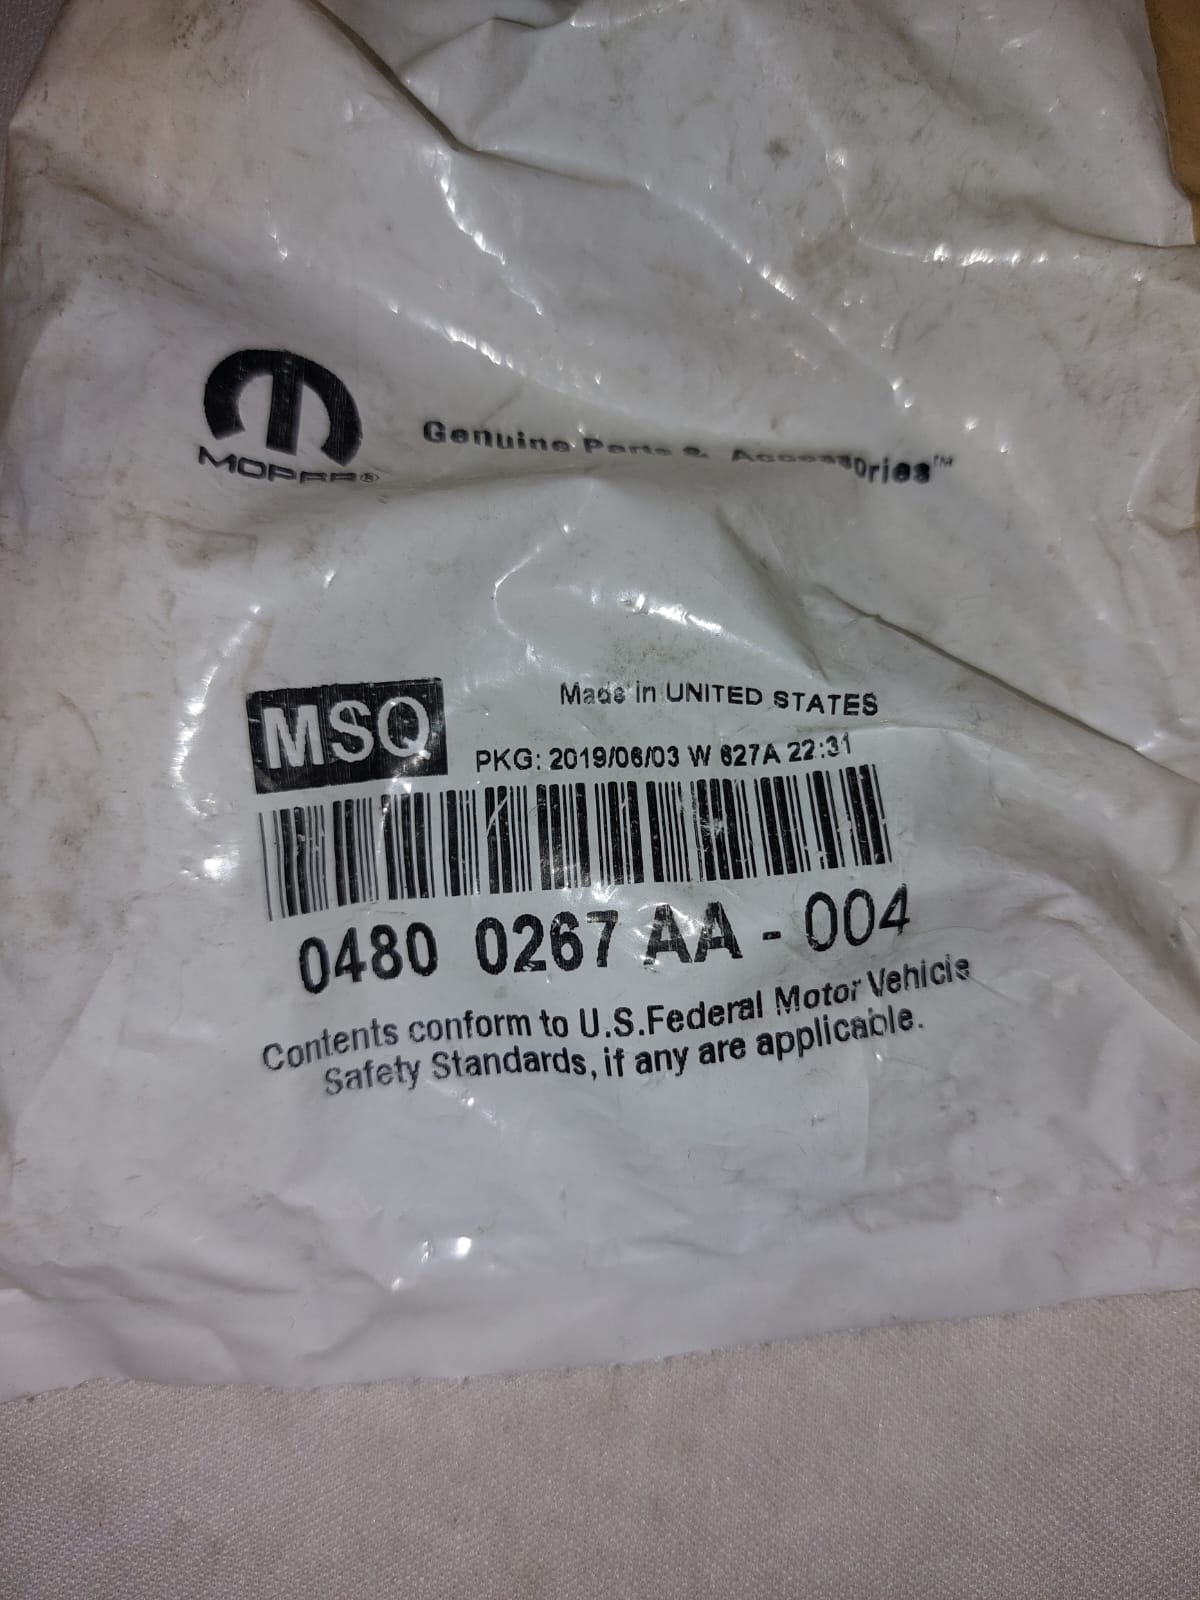 MOPAR®
Genuine Parts & Accessories™
MSQ
Made in UNITED STATES
PKG: 2019/06/03 W 627A 22:31
0480 0267 AA - 004
Contents conform to U.S.Federal Motor Vehicle
Safety Standards, if any are applicable.